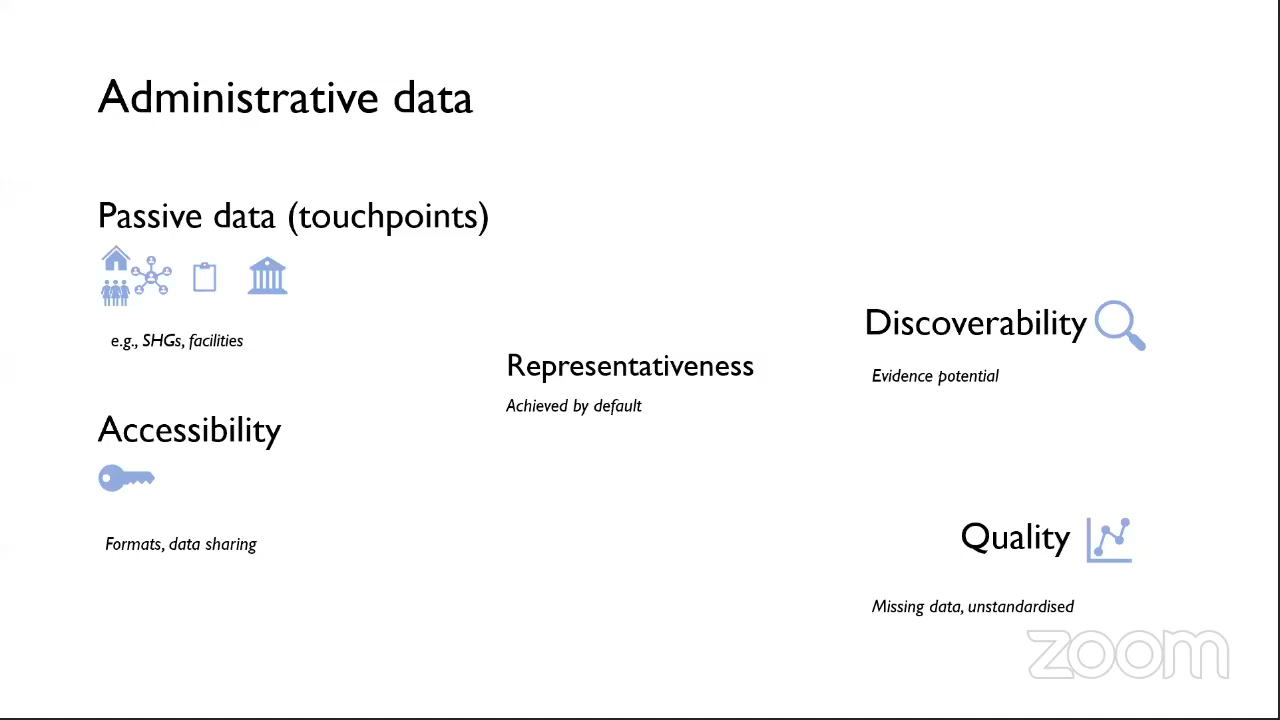 Administrative data
Passive data (touchpoints)
e.g., SHGs, facilities
Accessibility
Formats, data sharing
Representativeness
Achieved by default
Discoverability
Evidence potential
Quality
Missing data, unstandardised
zoom